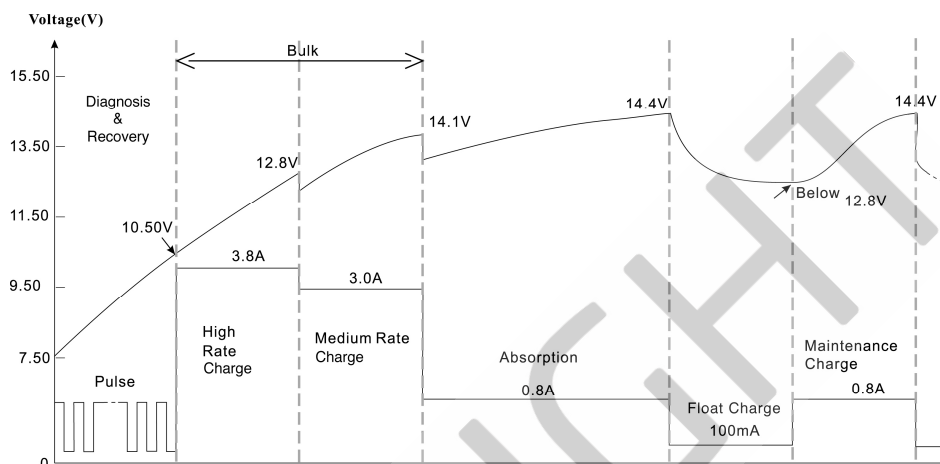 Voltage(V)
15.50
13.50
11.50
9.50
7.50
0
Diagnosis
&
Recovery
Bulk
10.50V
12.8V
14.1V
14.4V
14.4V
Below 12.8V
3.8A
3.0A
High
Rate
Charge
Medium Rate
Charge
Pulse
Absorption
0.8A
Float Charge
100mA
Maintenance
Charge
0.8A